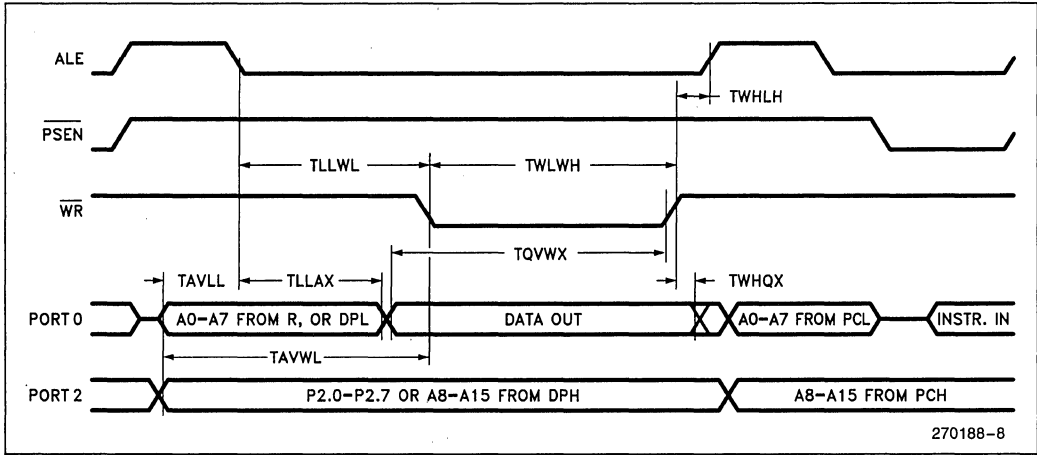 ALE
TWHLH
PSEN
TLLWL
TWLWH
WR
TQVWX
TAVLL
TLLAX
TWHQX
PORT 0
A0-A7 FROM R, OR DPL
DATA OUT
A0-A7 FROM PCL
INSTR. IN
TAVWL
PORT 2
P2.0-P2.7 OR A8-A15 FROM DPH
A8-A15 FROM PCH
270188-8